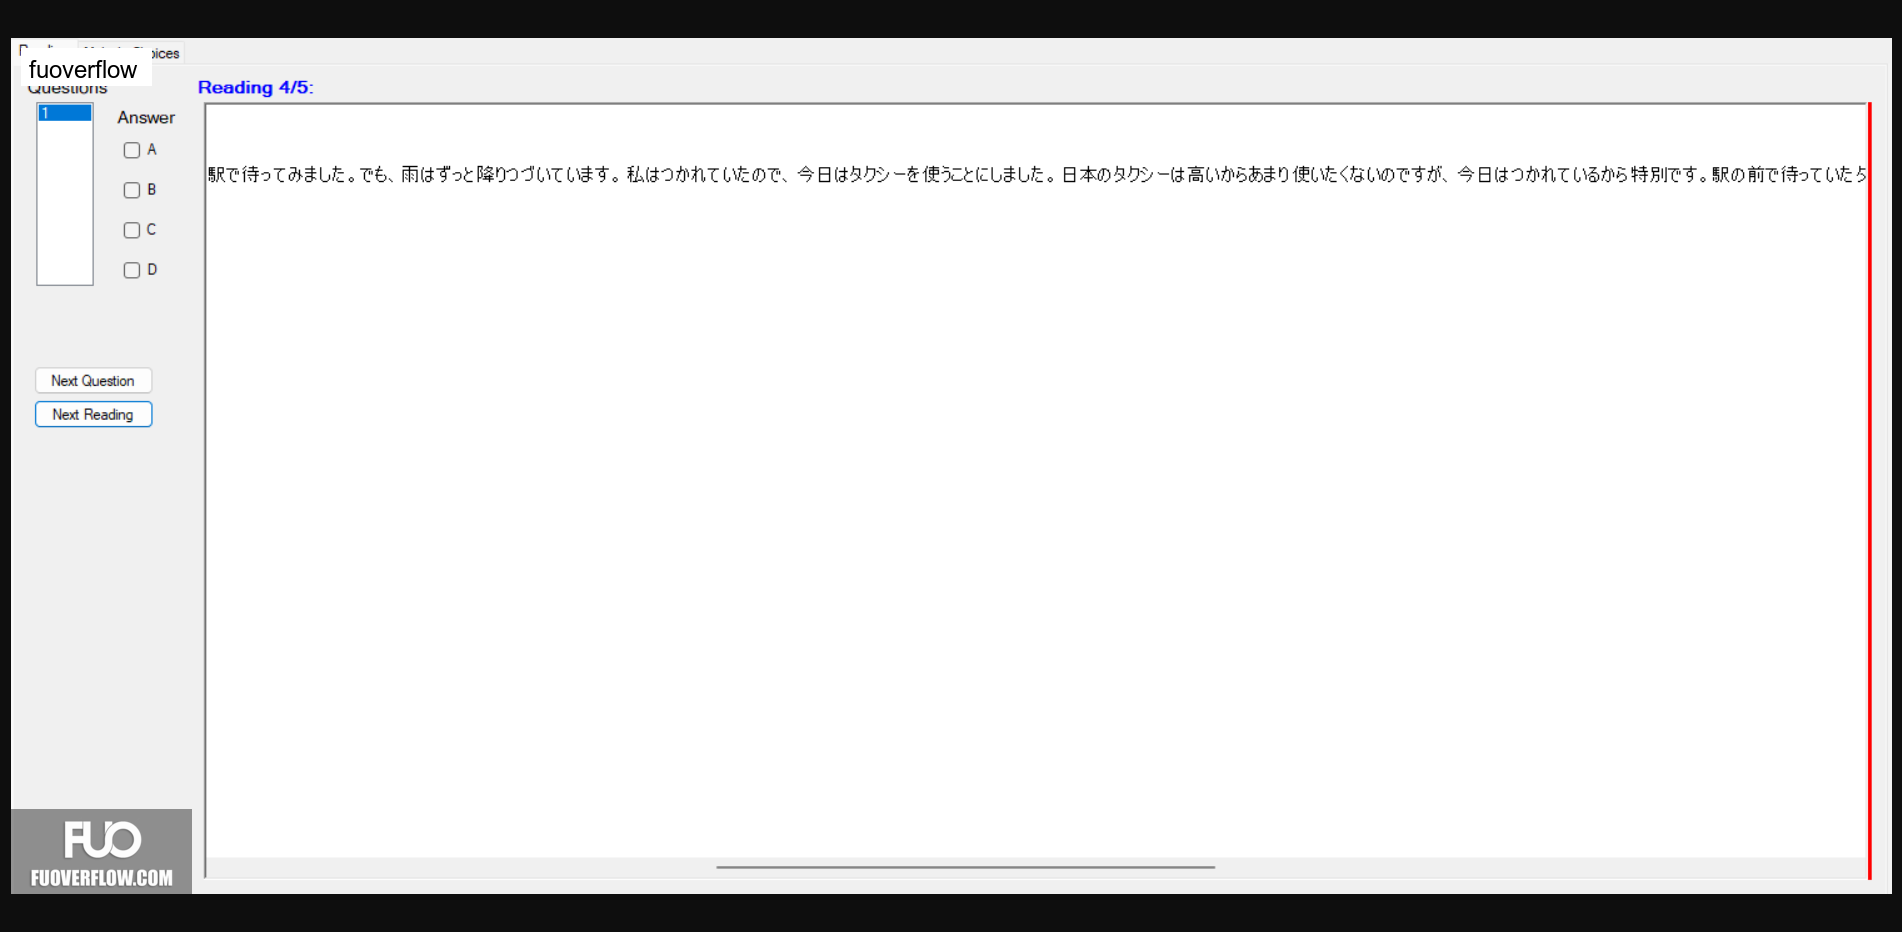 oices
fuoverflow
Questions
Reading 4/5:
1
Answer
A
B
C
D
駅で待ってみました。でも、雨はずっと降りつづいています。私はつかれていたので、今日はタクシーを使うことにしました。日本のタクシーは高いからあまり使いたくないのですが、今日はつかれているから特別です。駅の前で待っていたら
Next Question
Next Reading
FUO
FUOVERFLOW.COM